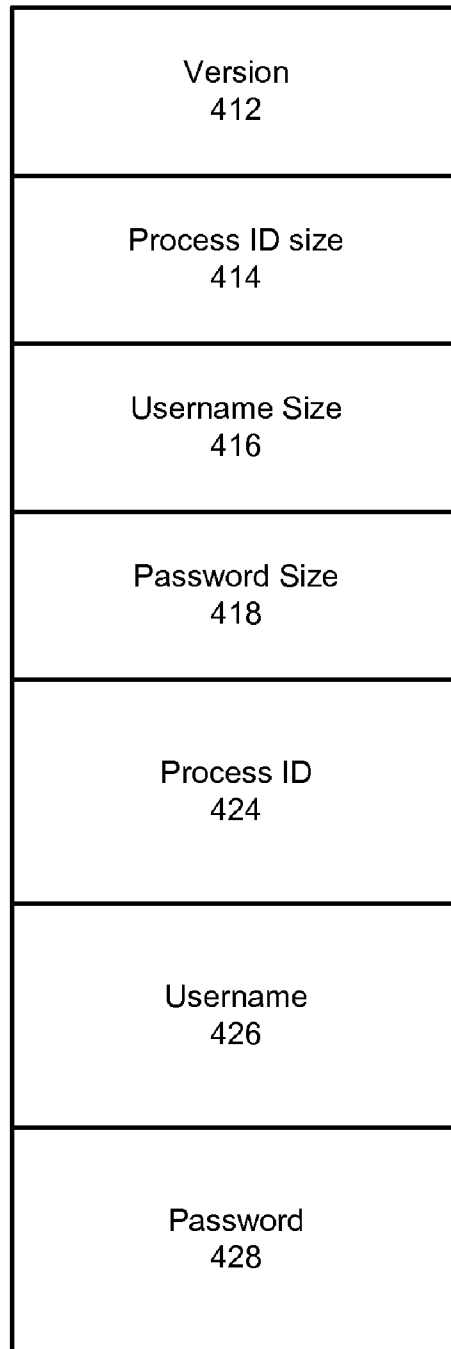 Version
412
Process ID size
414
Username Size
416
Password Size
418
Process ID
424
Username
426
Password
428